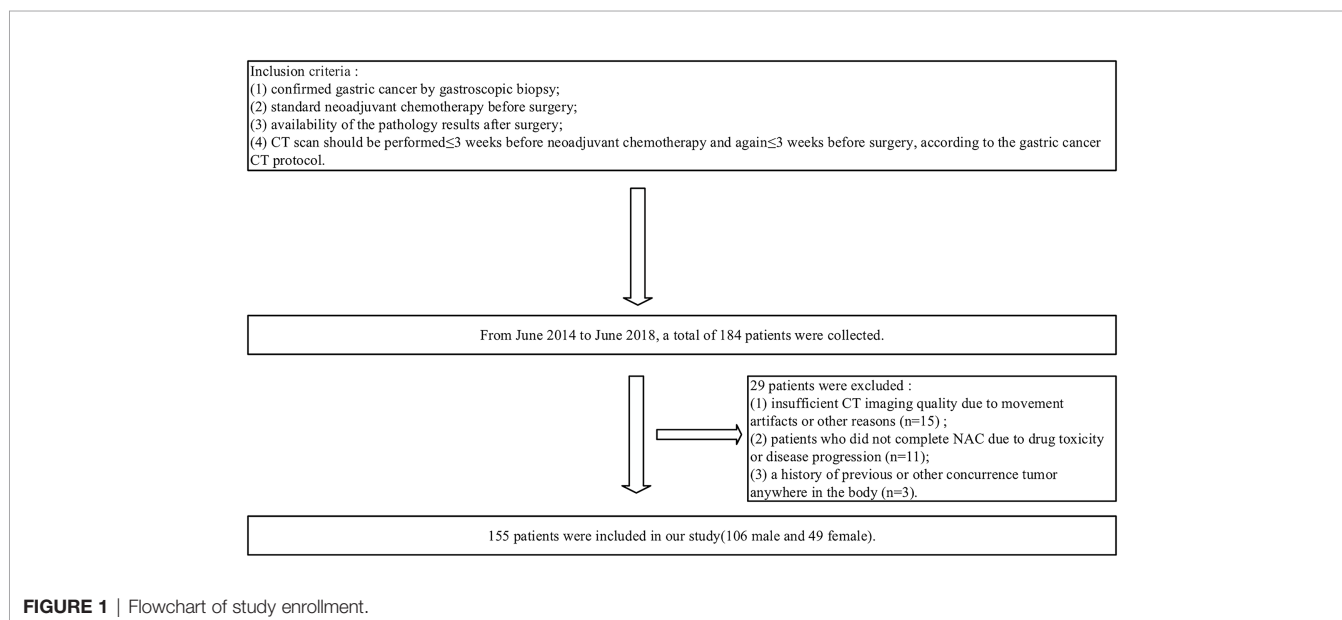 Inclusion criteria :
(1) confirmed gastric cancer by gastroscopic biopsy;
(2) standard neoadjuvant chemotherapy before surgery;
(3) availability of the pathology results after surgery;
(4) CT scan should be performed≤3 weeks before neoadjuvant chemotherapy and again≤3 weeks before surgery, according to the gastric cancer
CT protocol.
From June 2014 to June 2018, a total of 184 patients were collected.
29 patients were excluded :
(1) insufficient CT imaging quality due to movement
artifacts or other reasons (n=15) ;
(2) patients who did not complete NAC due to drug toxicity
or disease progression (n=11);
(3) a history of previous or other concurrence tumor
anywhere in the body (n=3).
155 patients were included in our study(106 male and 49 female).
FIGURE 1 | Flowchart of study enrollment.